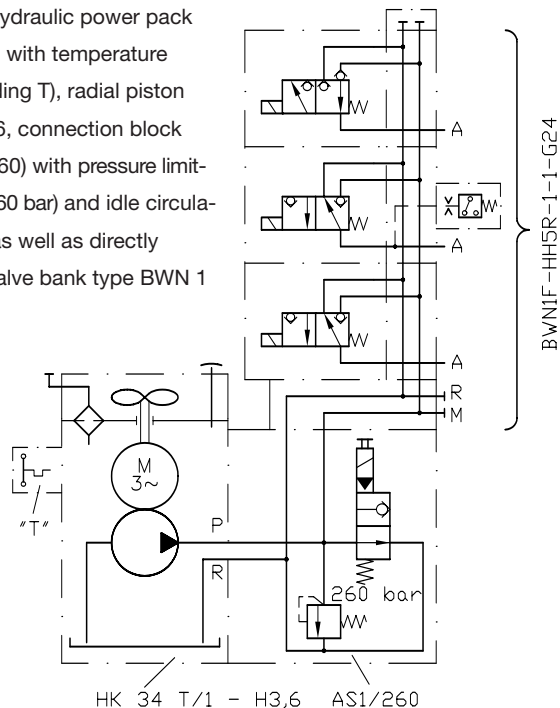 ydraulic power pack
with temperature
ling T), radial piston
6, connection block
60) with pressure limit-
60 bar) and idle circula-
as well as directly
alve bank type BWN 1
A
A
A
R
M
BWN1F-HH5R-1-1-G24
M
3~
"T"
P
R
260 bar
HK 34 T/1 - H3,6 AS1/260